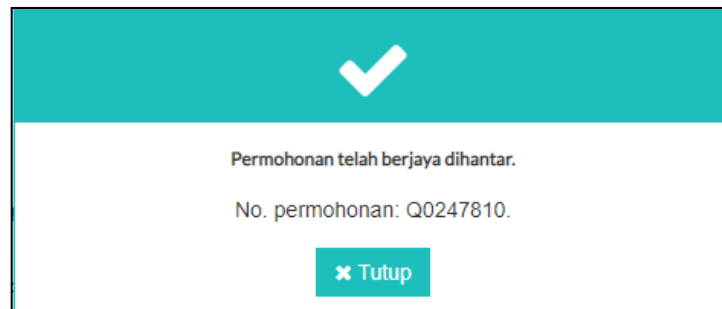 Permohonan telah berjaya dihantar.
No. permohonan: Q0247810.
✖ Tutup